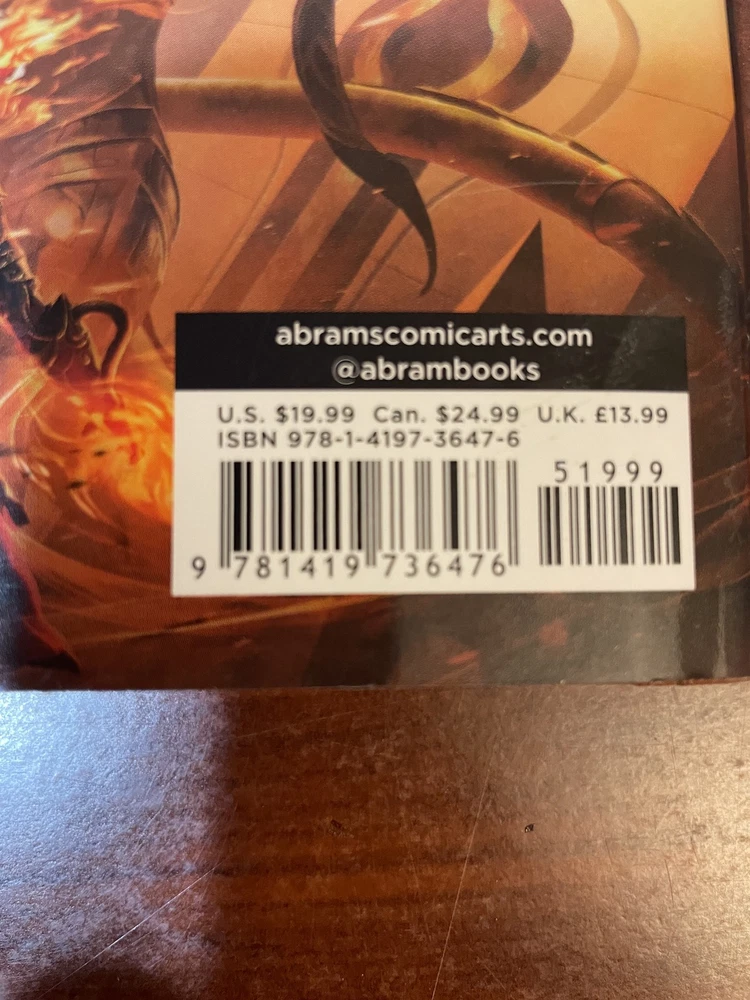 abramscomicarts.com
@abrambooks
U.S. $19.99 Can. $24.99 U.K. £13.99
ISBN 978-1-4197-3647-6
51999
9 781419 736476